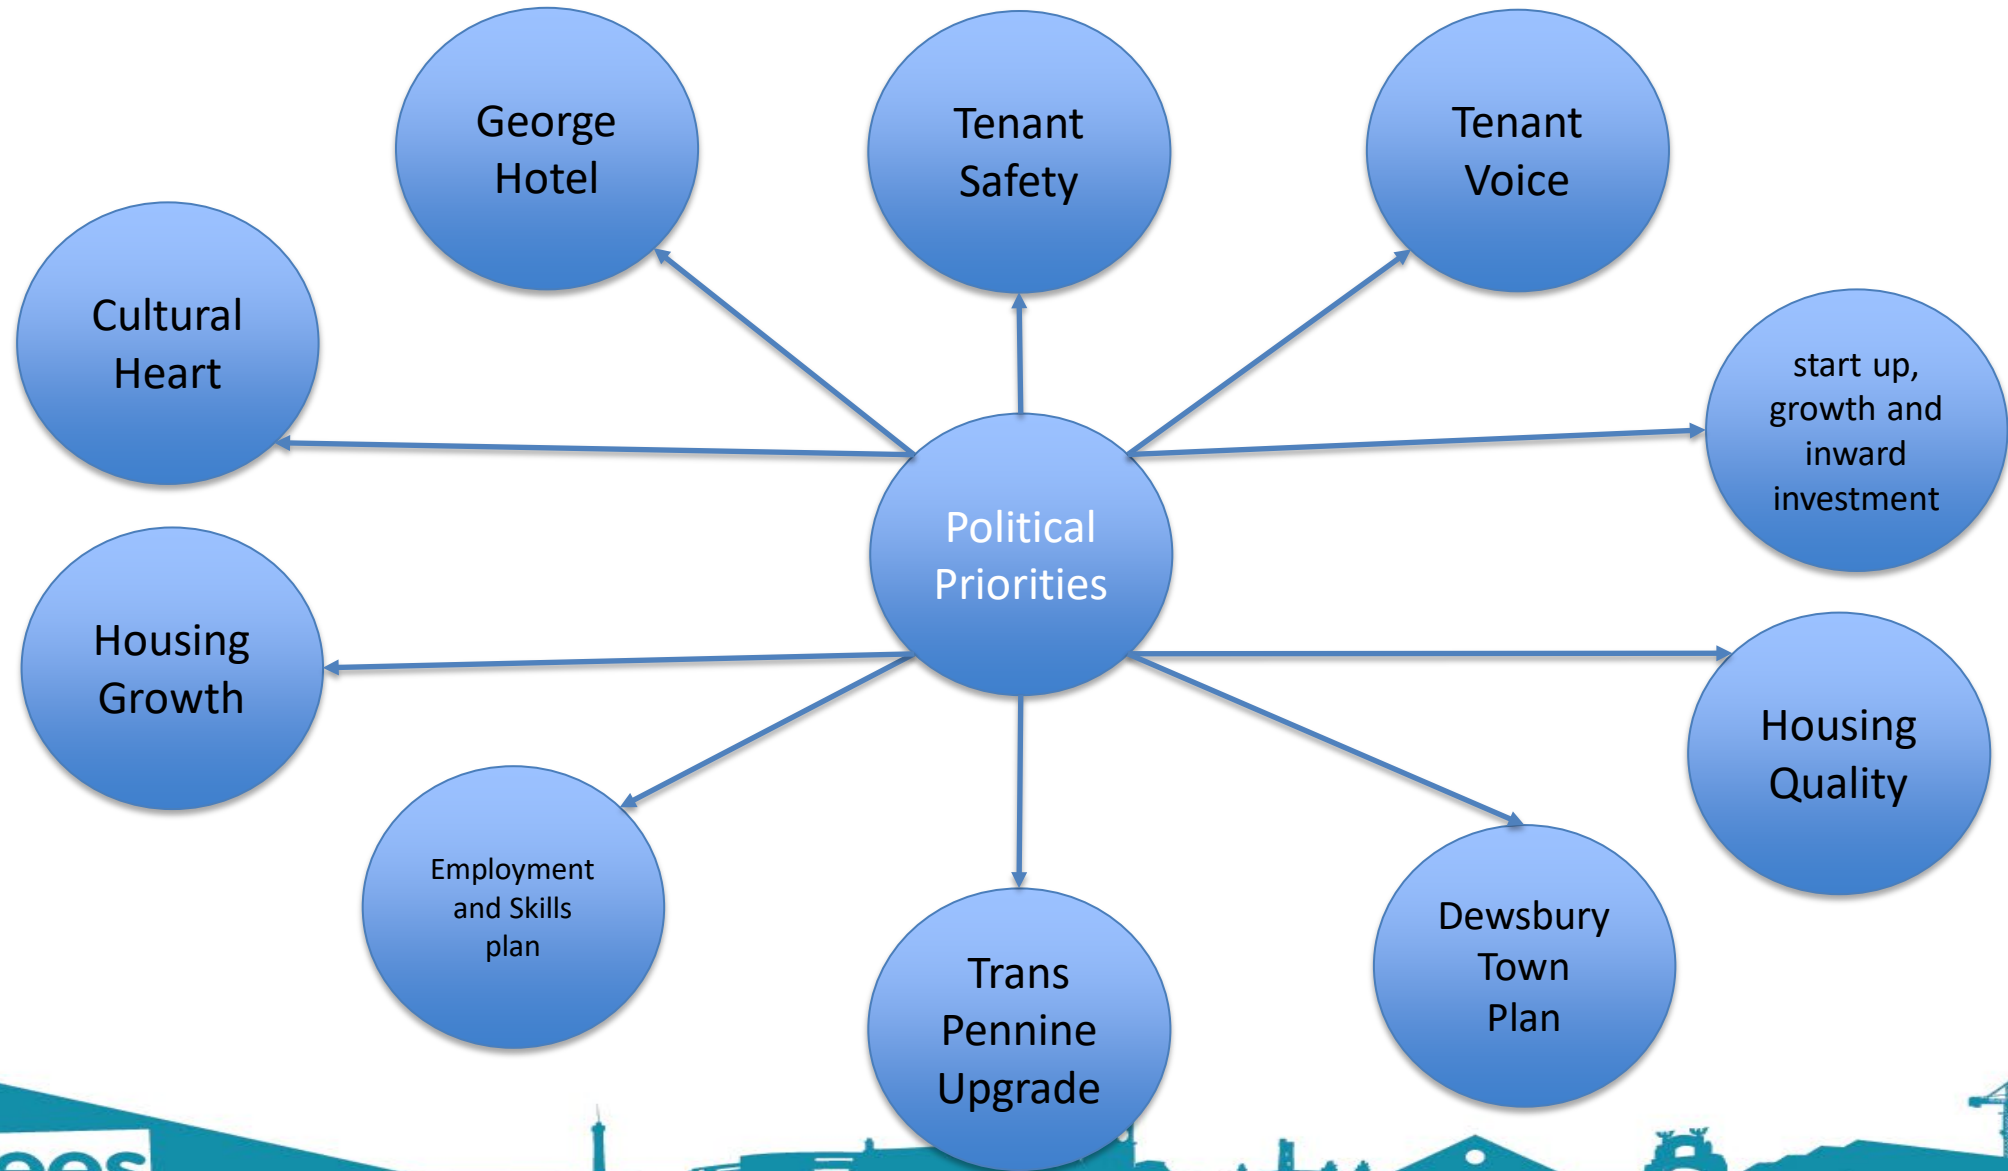 George
Hotel
Tenant
Safety
Tenant
Voice
Cultural
Heart
start up,
growth and
inward
investment
Political
Priorities
Housing
Growth
Housing
Quality
Employment
and Skills
plan
Dewsbury
Town
Plan
Trans
Pennine
Upgrade